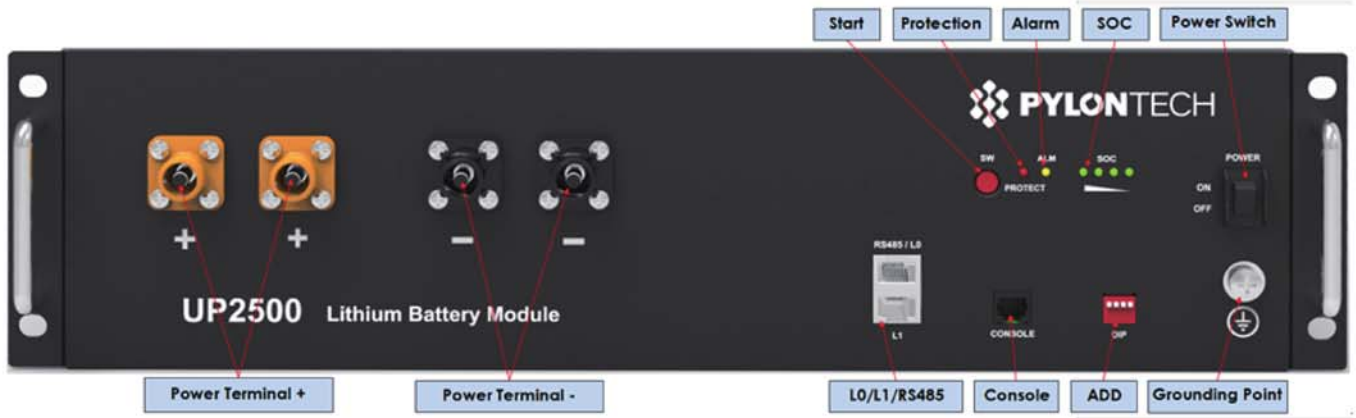 Start
Protection
Alarm
SOC
Power Switch
PYLONTECH
SW
ALM
SOC
POWER
PROTECT
ON
OFF
+ + - -
RS485 / L0
UP2500 Lithium Battery Module
L1
CONSOLE
DIP
Power Terminal +
Power Terminal -
L0/L1/RS485
Console
ADD
Grounding Point